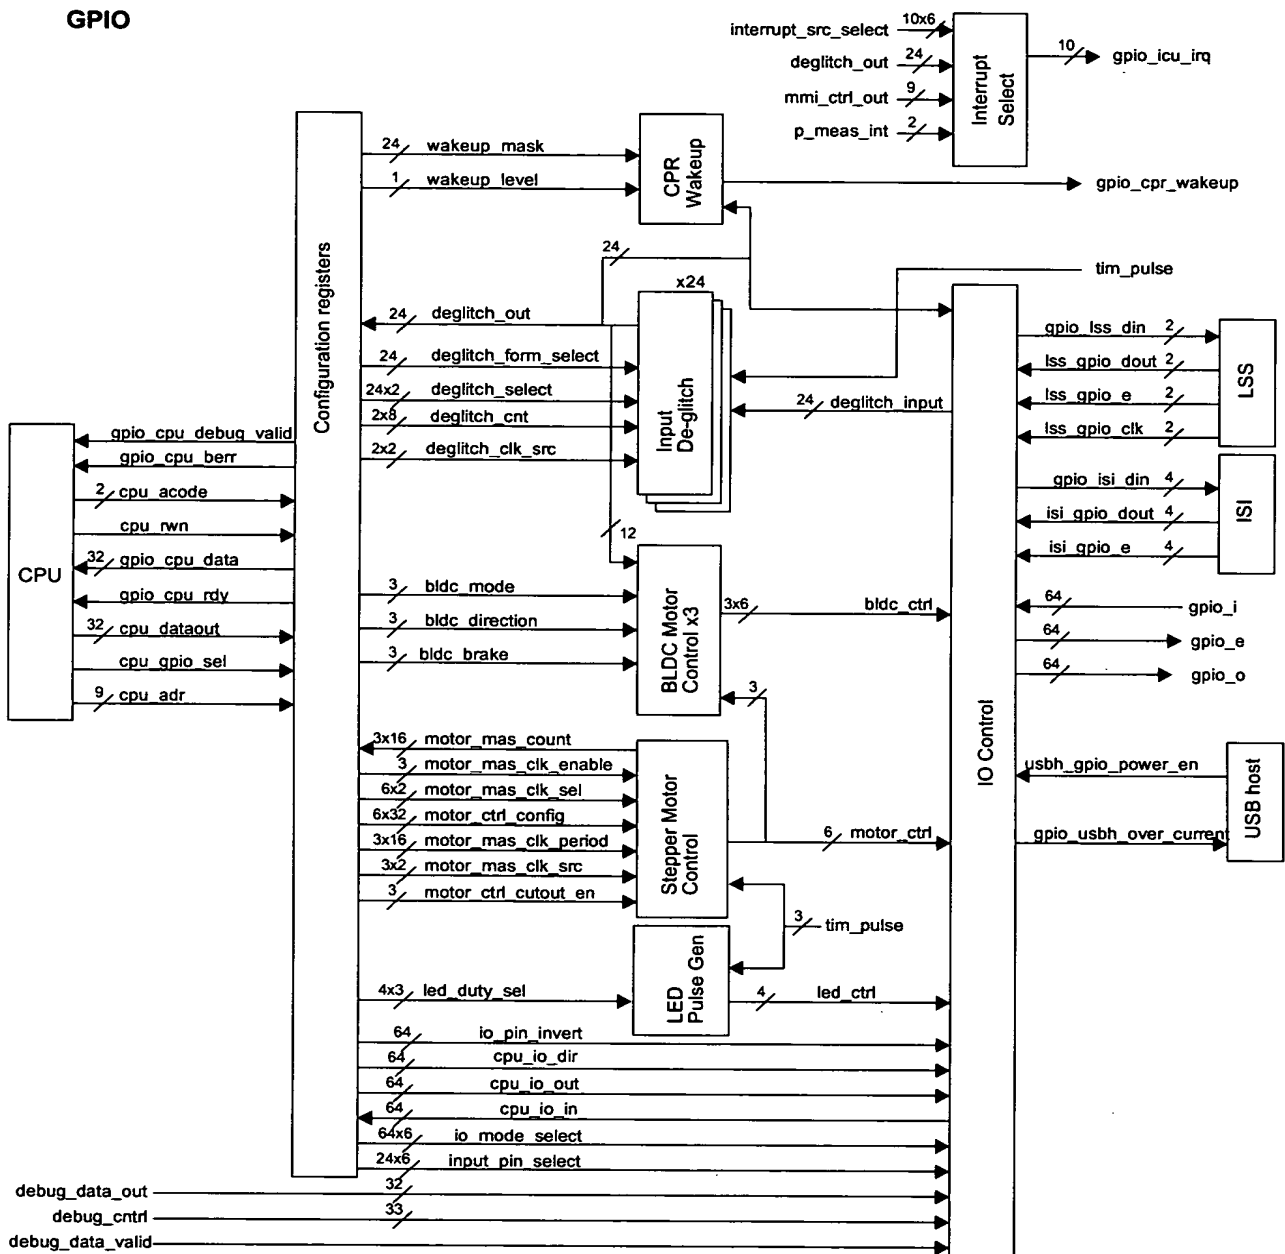 GPIO
interrupt_src_select 10x6
deglitch_out 24
mmi_ctrl_out 9
p_meas_int 2
Interrupt Select
10 gpio_icu_irq
Configuration registers
24 wakeup_mask
1 wakeup_level
CPR Wakeup
gpio_cpr_wakeup
24
tim_pulse
x24
24 deglitch_out
24 deglitch_form_select
24x2 deglitch_select
2x8 deglitch_cnt
2x2 deglitch_clk_src
Input De-glitch
24 deglitch_input
12
CPU
gpio_cpu_debug_valid
gpio_cpu_berr
2 cpu_acode
cpu_rwn
32 gpio_cpu_data
gpio_cpu_rdy
32 cpu_dataout
cpu_gpio_sel
9 cpu_adr
3 bldc_mode
3 bldc_direction
3 bldc_brake
BLDC Motor Control x3
3x6 bldc_ctrl
3
3x16 motor_mas_count
3 motor_mas_clk_enable
6x2 motor_mas_clk_sel
6x32 motor_ctrl_config
3x16 motor_mas_clk_period
3x2 motor_mas_clk_src
3 motor_ctrl_cutout_en
Stepper Motor Control
6 motor_ctrl
3 tim_pulse
4x3 led_duty_sel
LED Pulse Gen
4 led_ctrl
IO Control
gpio_lss_din 2
lss_gpio_dout 2
lss_gpio_e 2
lss_gpio_clk 2
LSS
gpio_isi_din 4
isi_gpio_dout 4
isi_gpio_e 4
ISI
64 gpio_i
64 gpio_e
64 gpio_o
usbh_gpio_power_en
gpio_usbh_over_current
USB host
64 io_pin_invert
64 cpu_io_dir
64 cpu_io_out
64 cpu_io_in
64x6 io_mode_select
24x6 input_pin_select
debug_data_out 32
debug_cntrl 33
debug_data_valid